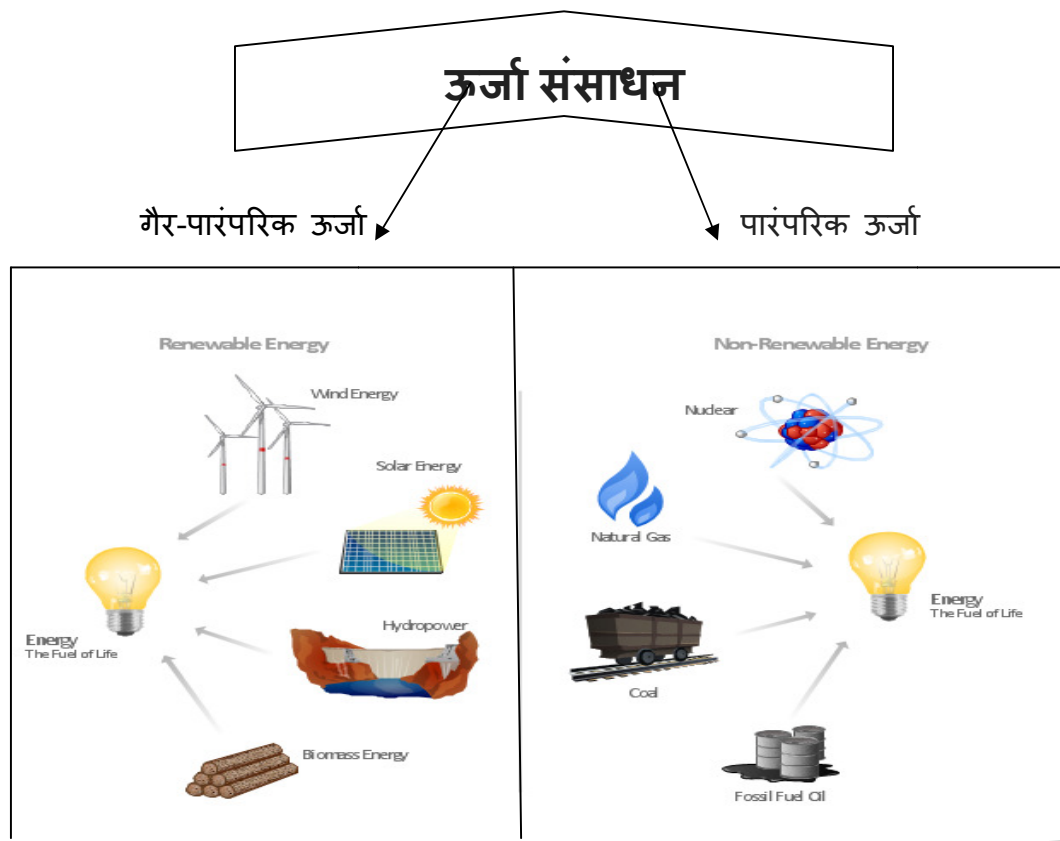 ऊर्जा संसाधन
गैर-पारंपरिक ऊर्जा
पारंपरिक ऊर्जा
Renewable Energy
Wind Energy
Solar Energy
Hydropower
Energy
The Fuel of Life
Biomass Energy
Non-Renewable Energy
Nuclear
Natural Gas
Energy
The Fuel of Life
Coal
Fossil Fuel Oil